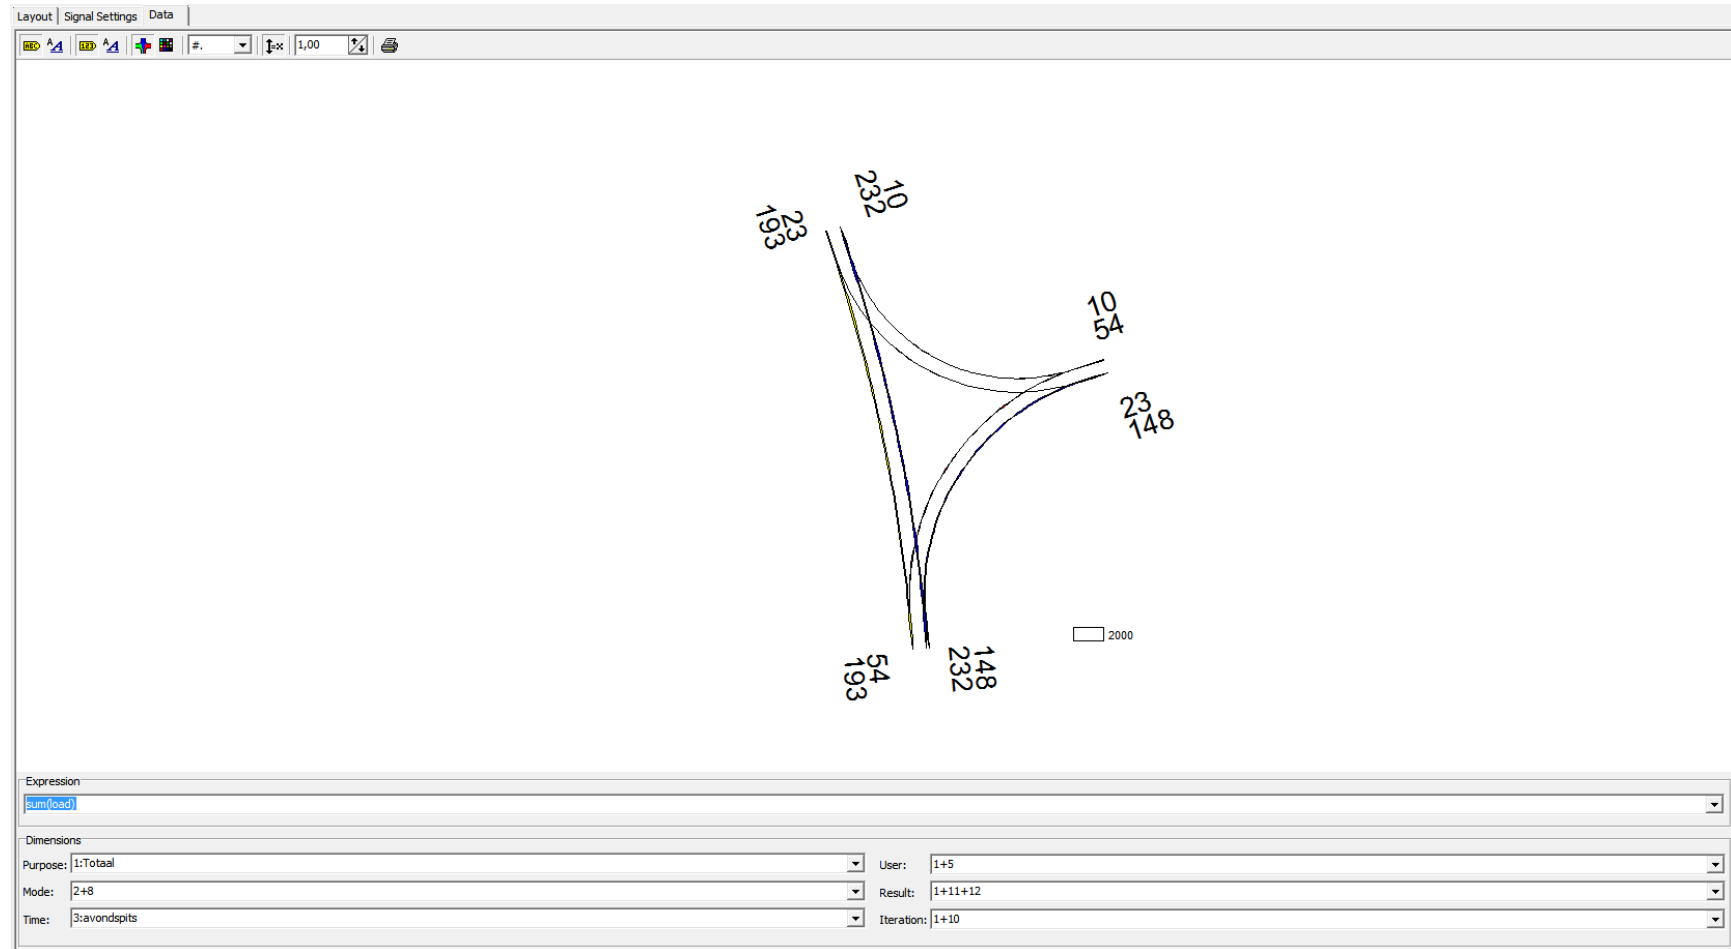 Layout
Signal Settings
Data
ABC
A A
123
A A
#.
1,00
10
232
23
193
10
54
23
148
54
193
148
232
2000
Expression
sum(load)
Dimensions
Purpose: 1:Totaal
User: 1+5
Mode: 2+8
Result: 1+11+12
Time: 3:avondspits
Iteration: 1+10